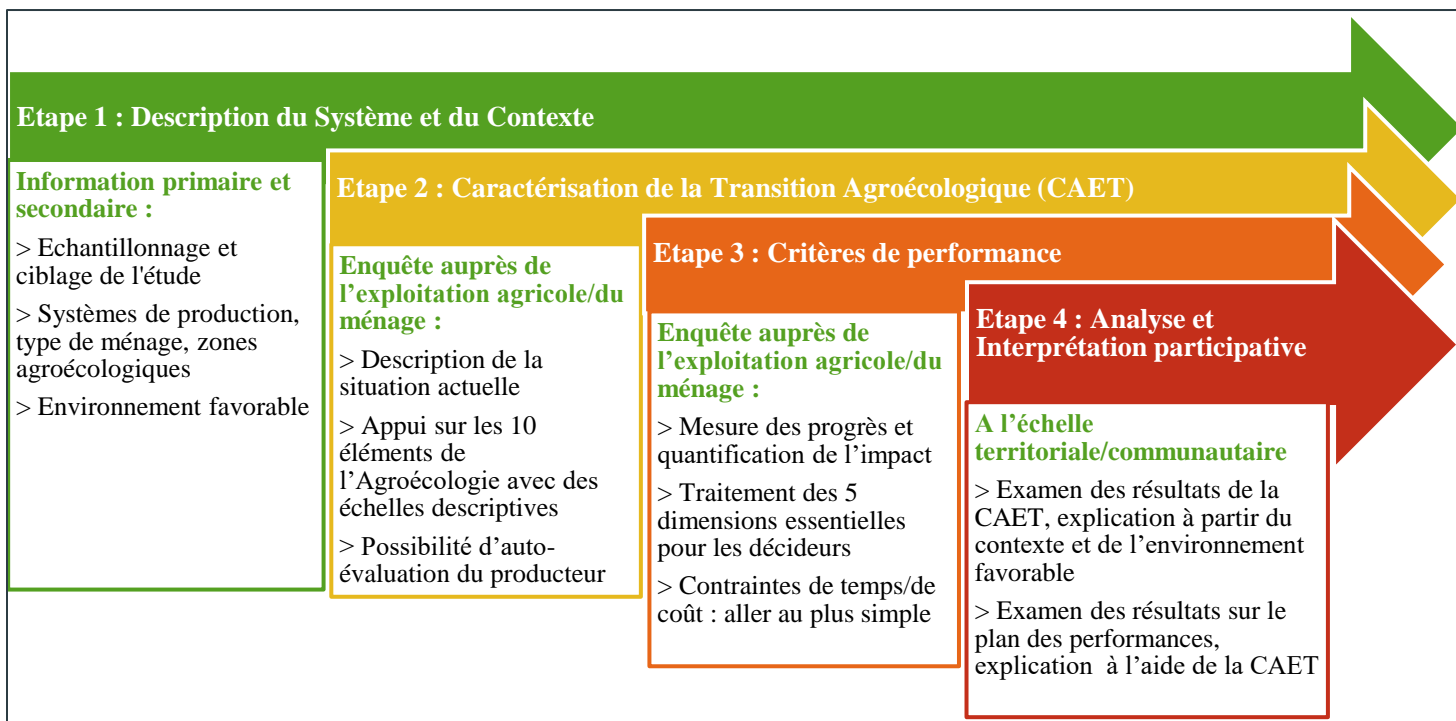 Etape 1 : Description du Système et du Contexte
Information primaire et
secondaire :
> Echantillonnage et
ciblage de l'étude
> Systèmes de production,
type de ménage, zones
agroécologiques
> Environnement favorable
Etape 2 : Caractérisation de la Transition Agroécologique (CAET)
Enquête auprès de
l’exploitation agricole/du
ménage :
> Description de la
situation actuelle
> Appui sur les 10
éléments de
l’Agroécologie avec des
échelles descriptives
> Possibilité d’auto-
évaluation du producteur
Etape 3 : Critères de performance
Enquête auprès de
l’exploitation agricole/du
ménage :
> Mesure des progrès et
quantification de l’impact
> Traitement des 5
dimensions essentielles
pour les décideurs
> Contraintes de temps/de
coût : aller au plus simple
Etape 4 : Analyse et
Interprétation participative
A l’échelle
territoriale/communautaire
> Examen des résultats de la
CAET, explication à partir du
contexte et de l’environnement
favorable
> Examen des résultats sur le
plan des performances,
explication à l’aide de la CAET